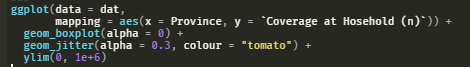 ggplot(data = dat,
mapping = aes(x = Province, y = `Coverage at Hosehold (n)`)) +
geom_boxplot(alpha = 0) +
geom_jitter(alpha = 0.3, colour = "tomato") +
ylim(0, 1e+6)